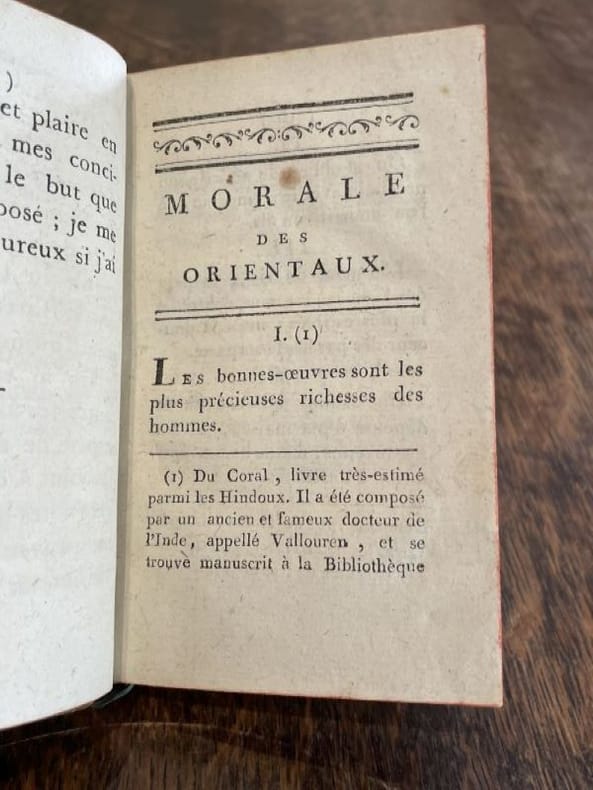 )
et plaire en
mes conci-
le but que
posé ; je me
ureux si j'ai
MORALE
DES
ORIENTAUX.
I. (1)
LES bonnes-œuvres sont les
plus précieuses richesses des
hommes.
(1) Du Coral , livre très-estimé
parmi les Hindoux. Il a été composé
par un ancien et fameux docteur de
l'Inde, appellé Vallouren , et se
trouve manuscrit à la Bibliothèque